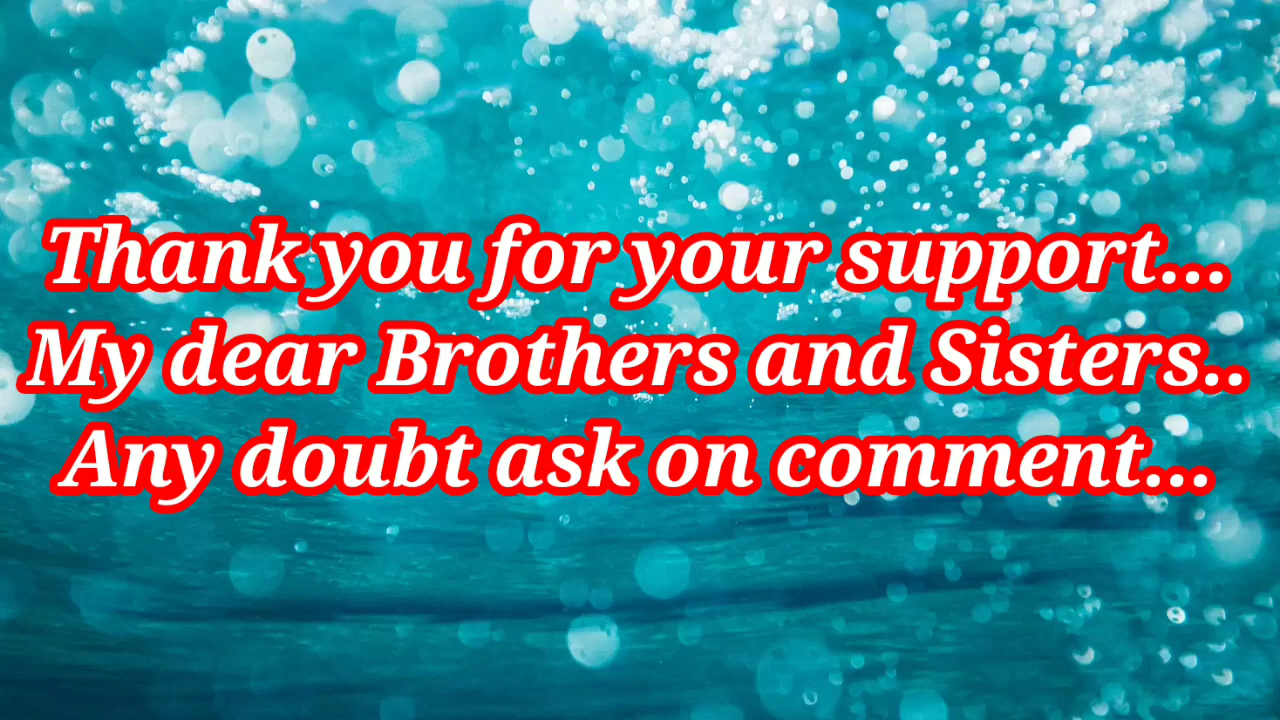 Thank you for your support...
My dear Brothers and Sisters..
Any doubt ask on comment...